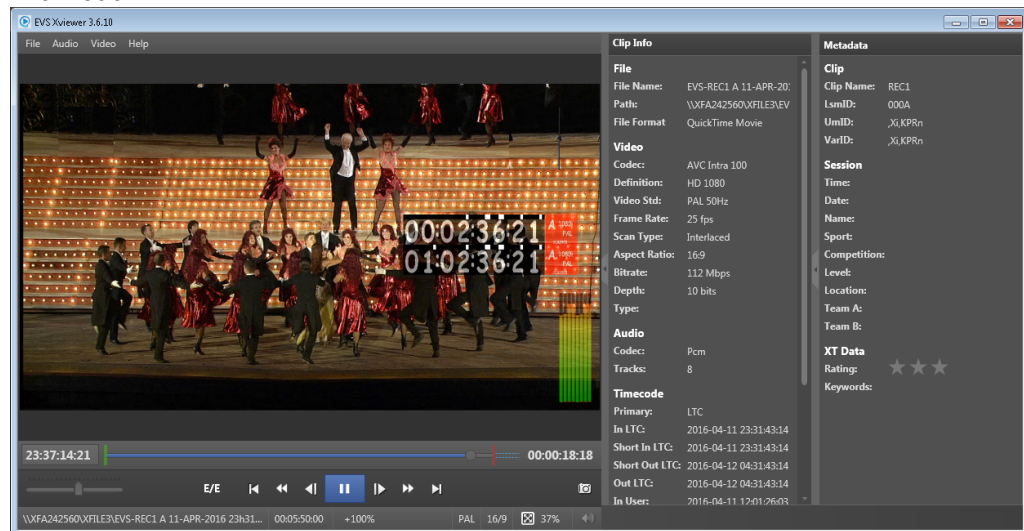 EVS Xviewer 3.6.10
File Audio Video Help
00:02:36:21
A 1080i
PAL
01:02:36:21
A 1080i
PAL
23:37:14:21
00:00:18:18
E/E
\\XFA242560\XFILE3\EVS-REC1 A 11-APR-2016 23h31... 00:05:50:00 +100% PAL 16/9 37%
Clip Info
File
File Name: EVS-REC1 A 11-APR-20:
Path: \\XFA242560\XFILE3\EV
File Format QuickTime Movie
Video
Codec: AVC Intra 100
Definition: HD 1080
Video Std: PAL 50Hz
Frame Rate: 25 fps
Scan Type: Interlaced
Aspect Ratio: 16:9
Bitrate: 112 Mbps
Depth: 10 bits
Type:
Audio
Codec: Pcm
Tracks: 8
Timecode
Primary: LTC
In LTC: 2016-04-11 23:31:43:14
Short In LTC: 2016-04-11 23:31:43:14
Short Out LTC: 2016-04-12 04:31:43:14
Out LTC: 2016-04-12 04:31:43:14
In User: 2016-04-11 12:01:26:03
Metadata
Clip
Clip Name: REC1
LsmID: 000A
UmID: ,Xi,KPRn
VarID: ,Xi,KPRn
Session
Time:
Date:
Name:
Sport:
Competition:
Level:
Location:
Team A:
Team B:
XT Data
Rating:
Keywords: